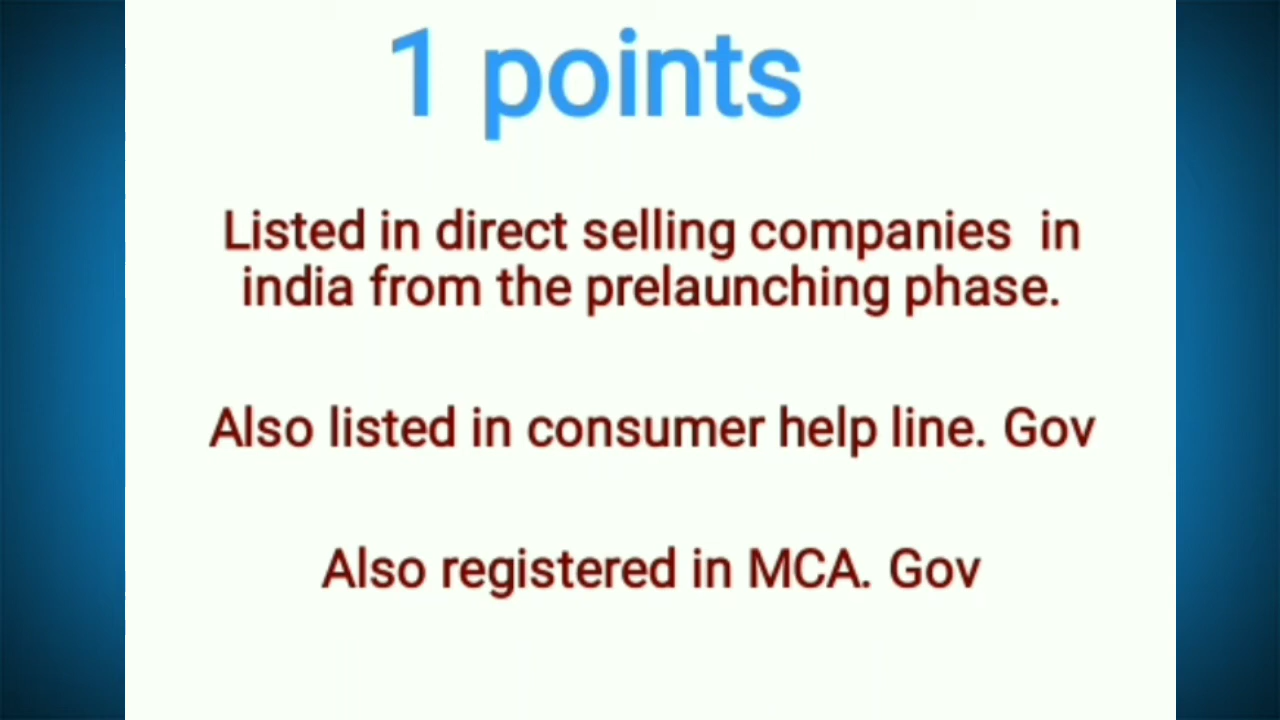 1 points
Listed in direct selling companies in
india from the prelaunching phase.
Also listed in consumer help line. Gov
Also registered in MCA. Gov